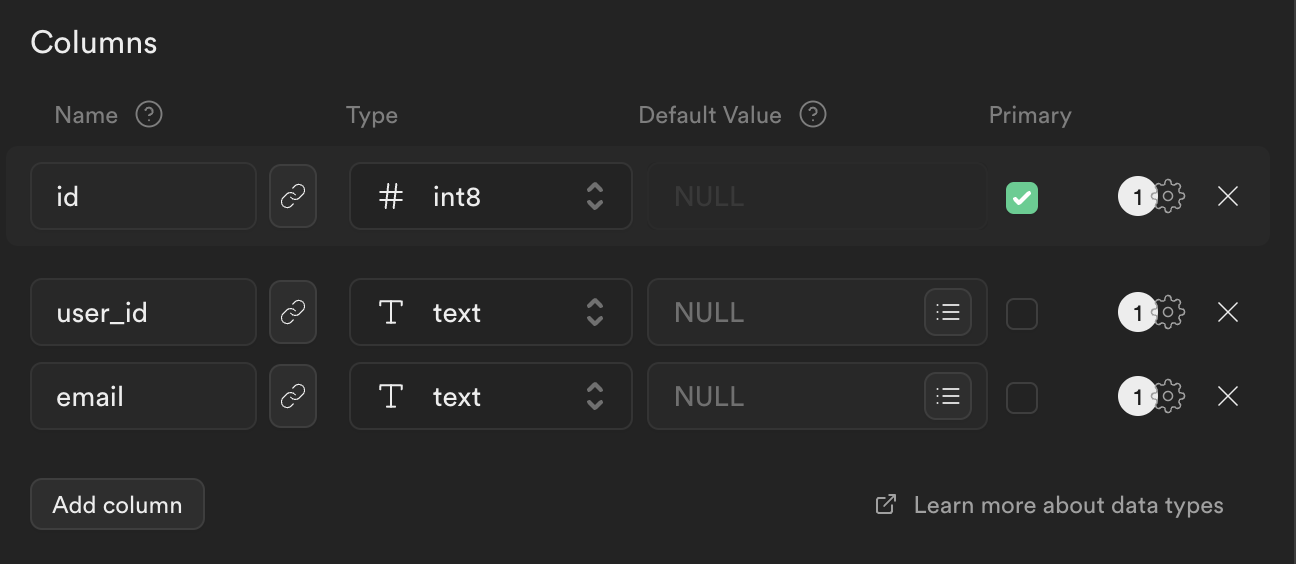 Columns
Name ? Type Default Value ? Primary
id # int8 NULL 1
user_id T text NULL 1
email T text NULL 1
Add column Learn more about data types